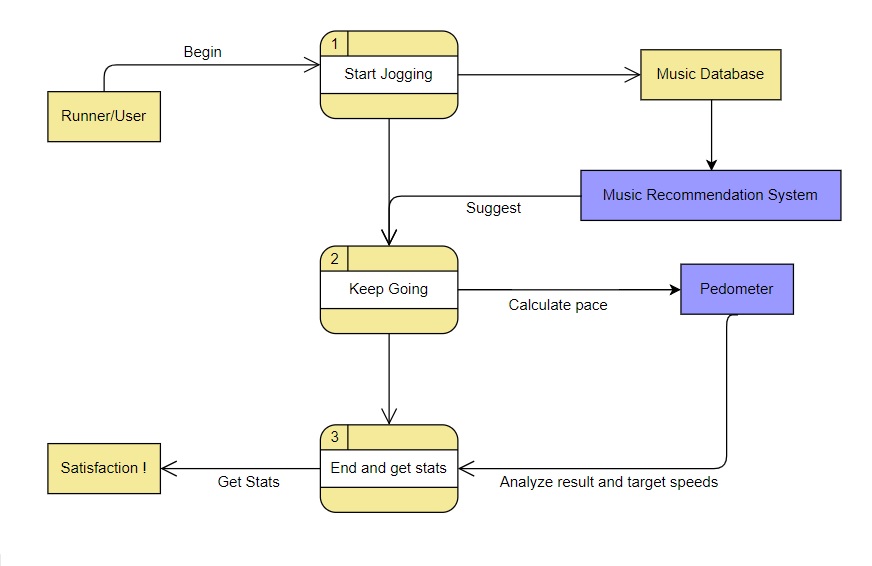 Begin
1
Start Jogging
Music Database
Runner/User
Music Recommendation System
Suggest
2
Keep Going
Pedometer
Calculate pace
3
Satisfaction !
End and get stats
Get Stats
Analyze result and target speeds